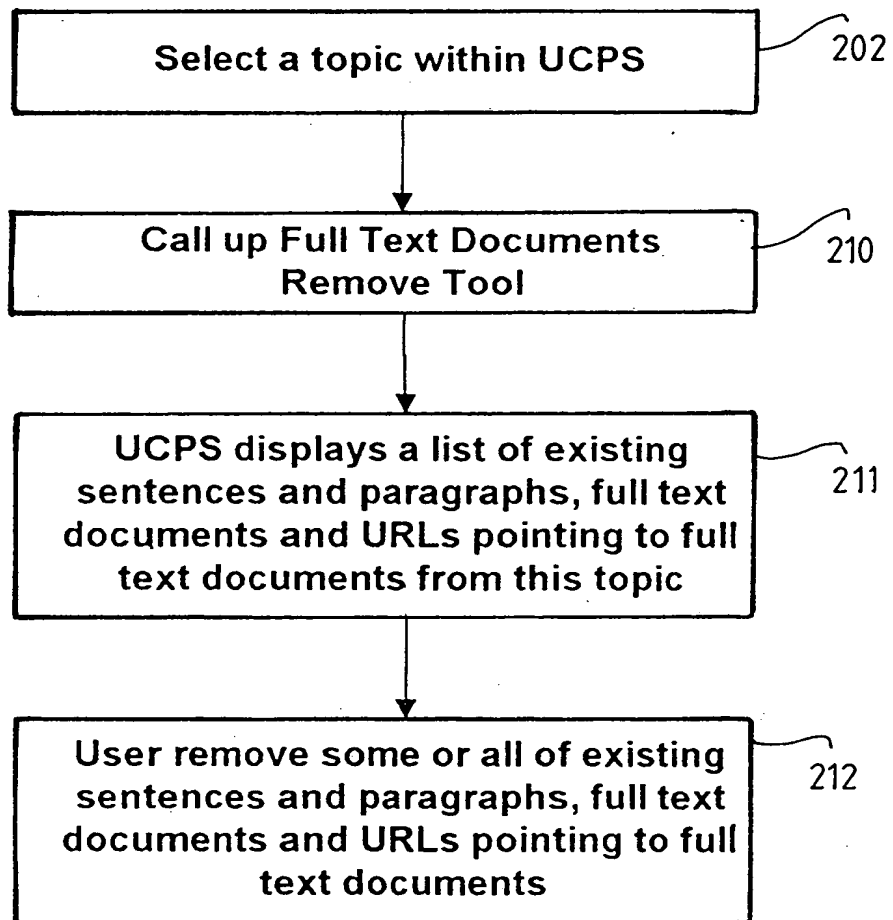 Select a topic within UCPS
202
Call up Full Text Documents
Remove Tool
210
UCPS displays a list of existing
sentences and paragraphs, full text
documents and URLs pointing to full
text documents from this topic
211
User remove some or all of existing
sentences and paragraphs, full text
documents and URLs pointing to full
text documents
212